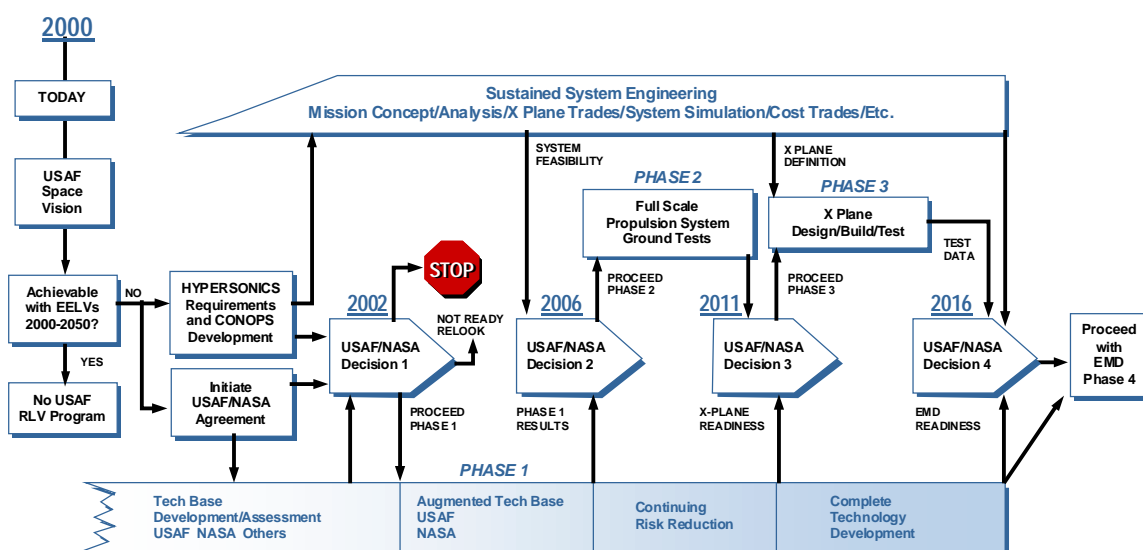 2000
TODAY
USAF
Space
Vision
Achievable
with EELVs
2000-2050?
NO
YES
No USAF
RLV Program
HYPERSONICS
Requirements
and CONOPS
Development
Initiate
USAF/NASA
Agreement
Sustained System Engineering
Mission Concept/Analysis/X Plane Trades/System Simulation/Cost Trades/Etc.
STOP
2002
USAF/NASA
Decision 1
NOT READY
RELOOK
PROCEED
PHASE 1
SYSTEM
FEASIBILITY
2006
USAF/NASA
Decision 2
PHASE 1
RESULTS
PHASE 2
Full Scale
Propulsion System
Ground Tests
PROCEED
PHASE 2
2011
USAF/NASA
Decision 3
X-PLANE
READINESS
X PLANE
DEFINITION
PHASE 3
X Plane
Design/Build/Test
PROCEED
PHASE 3
TEST
DATA
2016
USAF/NASA
Decision 4
EMD
READINESS
Proceed
with
EMD
Phase 4
PHASE 1
Tech Base
Development/Assessment
USAF NASA Others
Augmented Tech Base
USAF
NASA
Continuing
Risk Reduction
Complete
Technology
Development